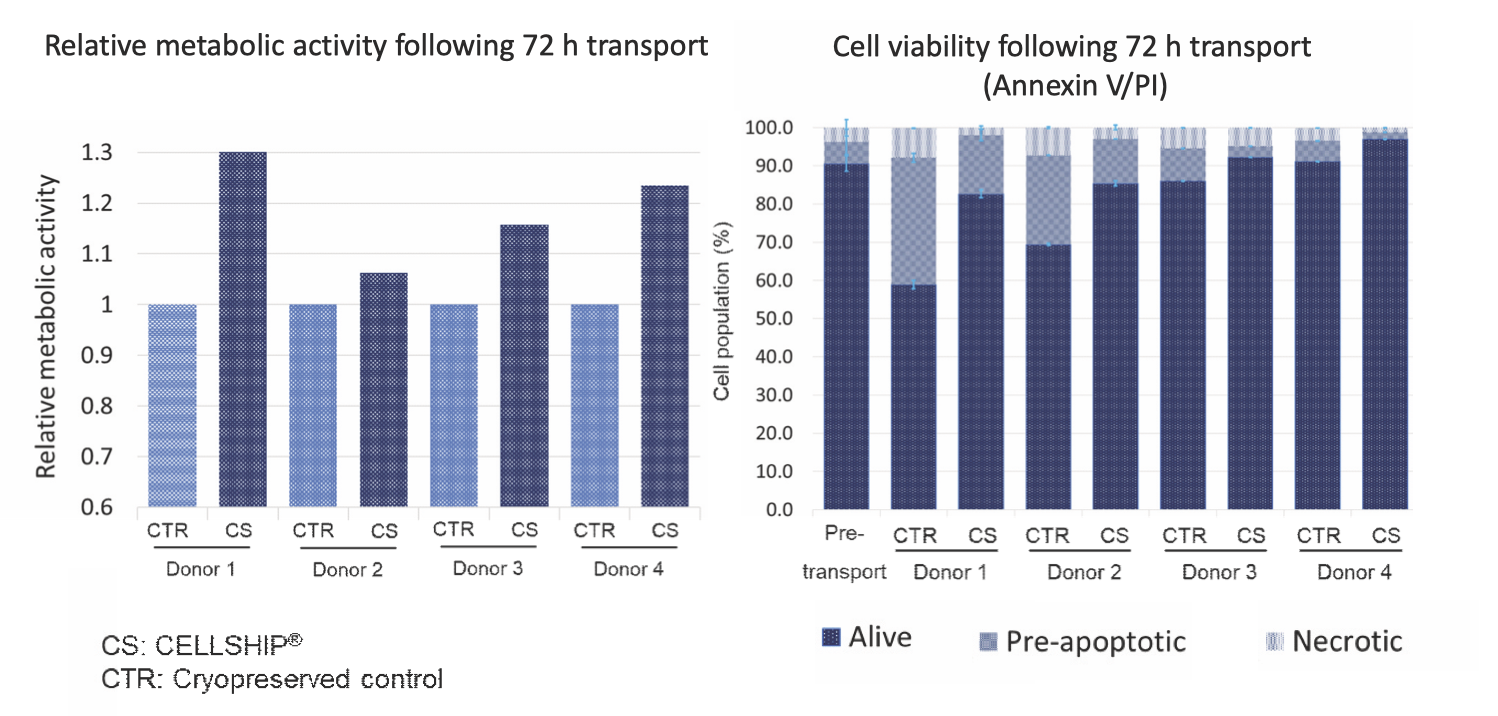 Relative metabolic activity following 72 h transport
Relative metabolic activity
1.3
1.2
1.1
1
0.9
0.8
0.7
0.6
CTR CS CTR CS CTR CS CTR CS
Donor 1 Donor 2 Donor 3 Donor 4
CS: CELLSHIP®
CTR: Cryopreserved control
Cell viability following 72 h transport
(Annexin V/PI)
Cell population (%)
100.0
90.0
80.0
70.0
60.0
50.0
40.0
30.0
20.0
10.0
0.0
Pre- CTR CS CTR CS CTR CS CTR CS
transport Donor 1 Donor 2 Donor 3 Donor 4
Alive Pre-apoptotic Necrotic